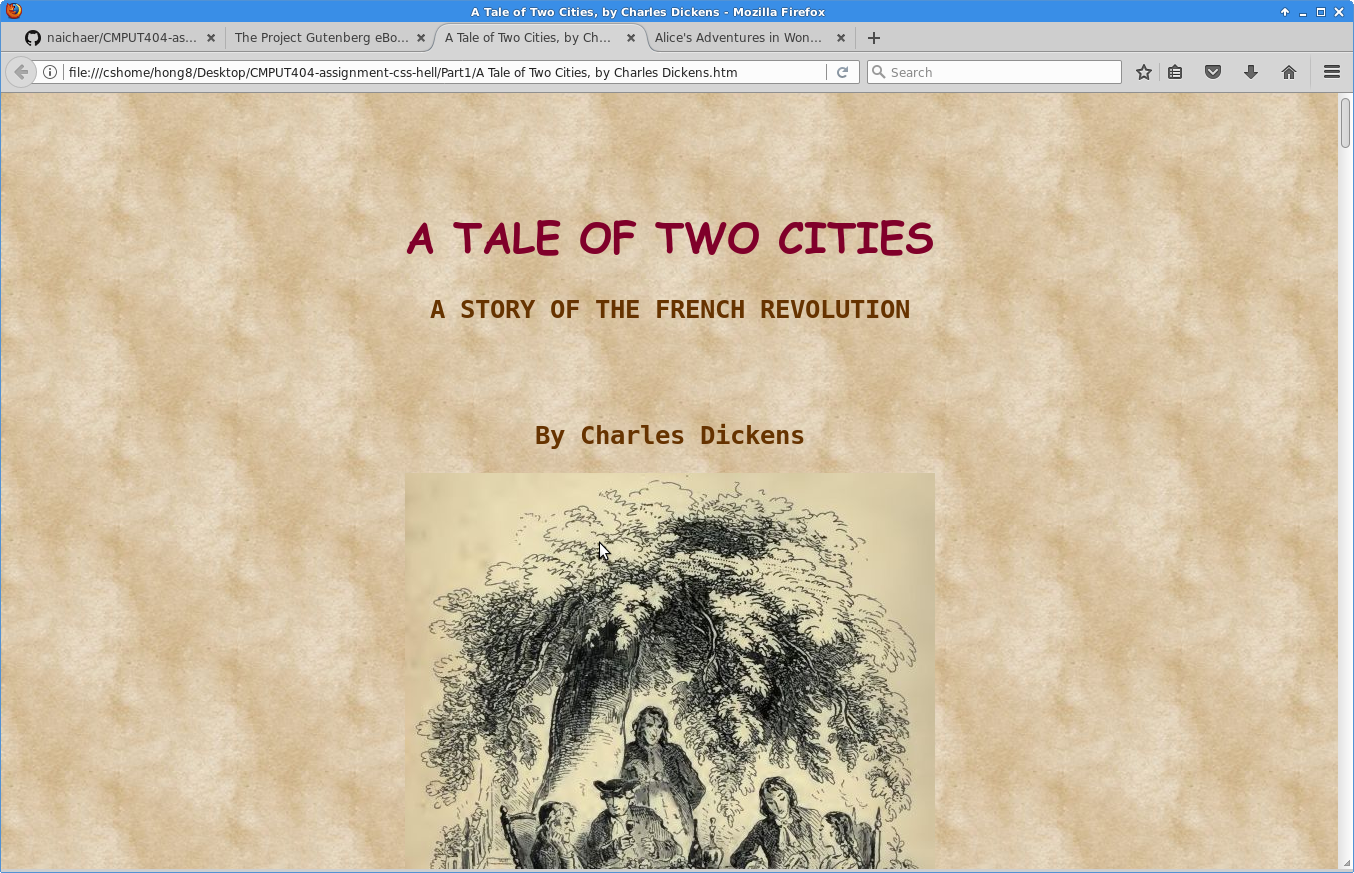 A Tale of Two Cities, by Charles Dickens - Mozilla Firefox
naichaer/CMPUT404-as...
The Project Gutenberg eBo...
A Tale of Two Cities, by Ch...
Alice's Adventures in Won...
file:///cshome/hong8/Desktop/CMPUT404-assignment-css-hell/Part1/A Tale of Two Cities, by Charles Dickens.htm
Search
A TALE OF TWO CITIES
A STORY OF THE FRENCH REVOLUTION
By Charles Dickens